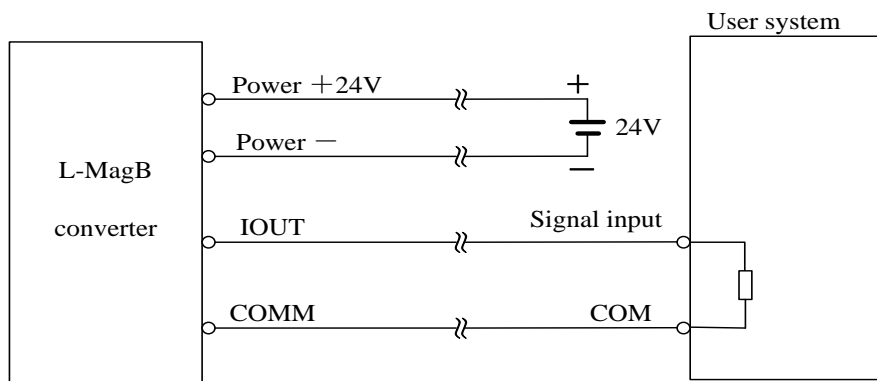 User system
Power ＋24V
+
24V
Power －
－
L-MagB
converter
IOUT
Signal input
COMM
COM